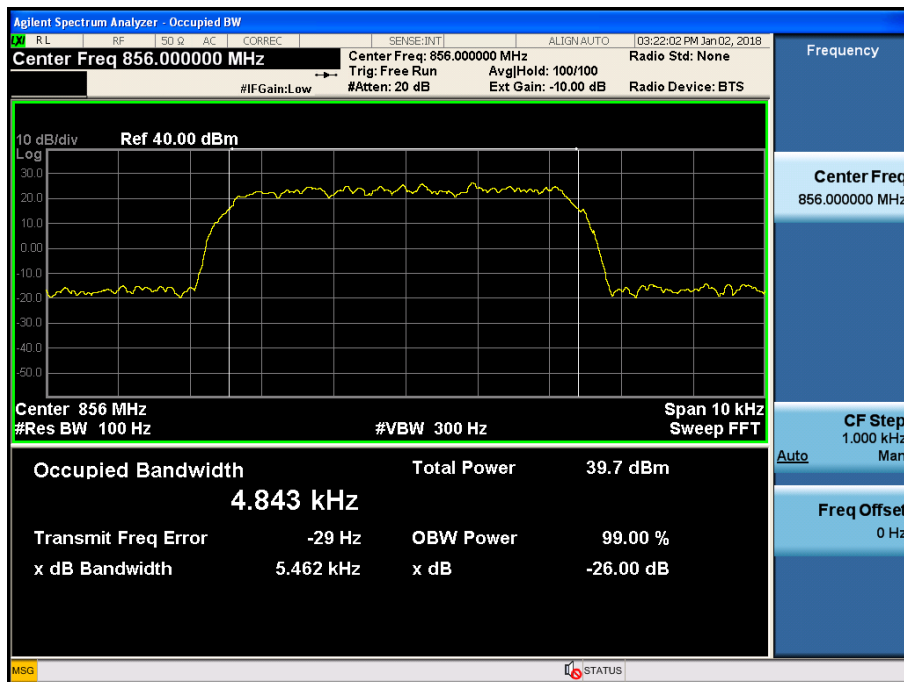 Agilent Spectrum Analyzer - Occupied BW
LXI RL RF 50 Ω AC CORREC SENSE:INT ALIGN AUTO 03:22:02 PM Jan 02, 2018
Center Freq 856.000000 MHz
Center Freq: 856.000000 MHz Radio Std: None
Trig: Free Run Avg|Hold: 100/100
#IFGain:Low #Atten: 20 dB Ext Gain: -10.00 dB Radio Device: BTS
10 dB/div Ref 40.00 dBm
Log
30.0
20.0
10.0
0.00
-10.0
-20.0
-30.0
-40.0
-50.0
Center 856 MHz Span 10 kHz
#Res BW 100 Hz #VBW 300 Hz Sweep FFT
Occupied Bandwidth Total Power 39.7 dBm
4.843 kHz
Transmit Freq Error -29 Hz OBW Power 99.00 %
x dB Bandwidth 5.462 kHz x dB -26.00 dB
Frequency
Center Freq
856.000000 MHz
CF Step
1.000 kHz
Auto Man
Freq Offset
0 Hz
MSG STATUS